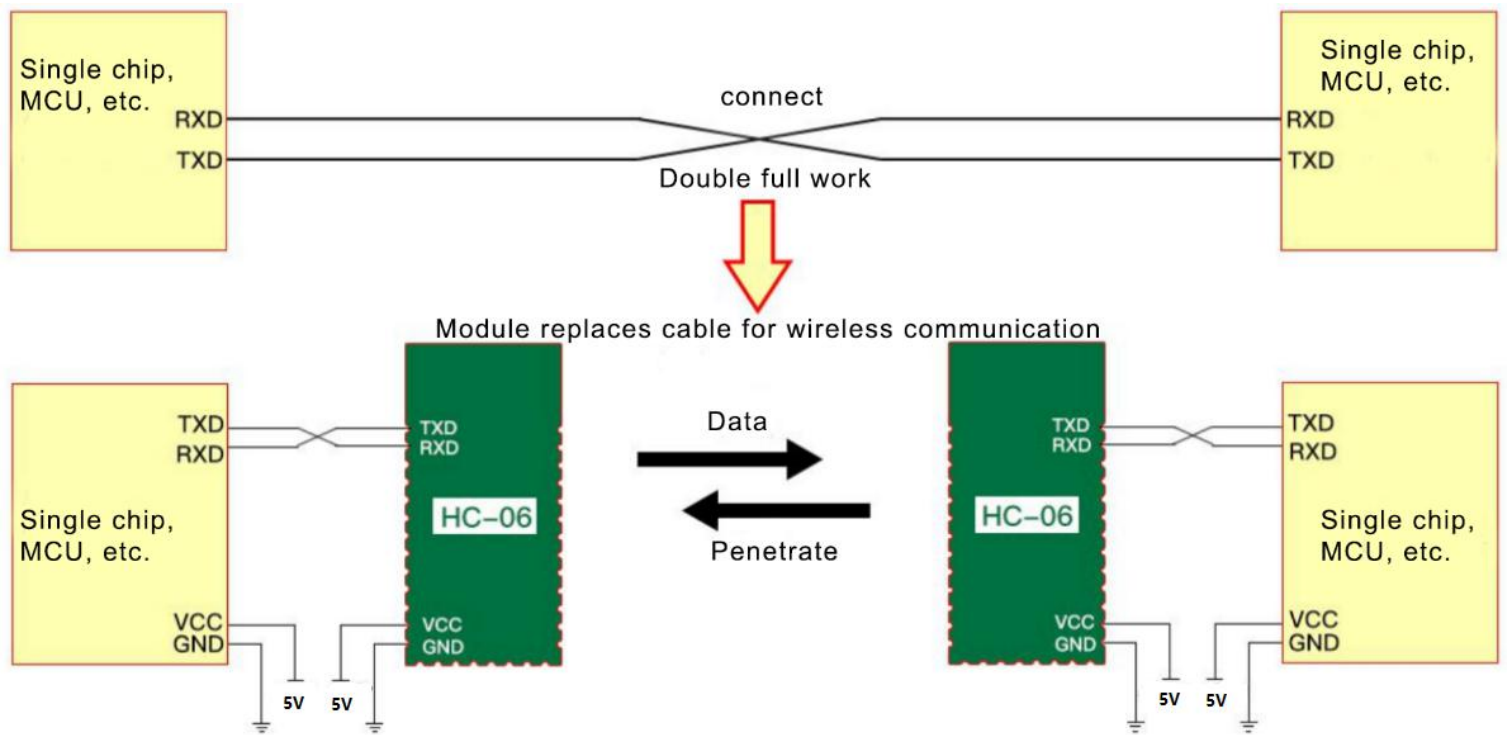 Single chip,
MCU, etc.
RXD
TXD
connect
Double full work
Single chip,
MCU, etc.
RXD
TXD
Module replaces cable for wireless communication
TXD
RXD
Single chip,
MCU, etc.
VCC
GND
5V
5V
TXD
RXD
HC-06
VCC
GND
Data
Penetrate
TXD
RXD
HC-06
VCC
GND
5V
5V
TXD
RXD
Single chip,
MCU, etc.
VCC
GND